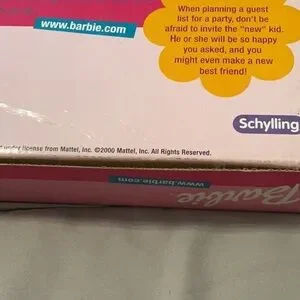 When planning a guest
list for a party, don't be
afraid to invite the "new" kid.
He or she will be so happy
you asked, and you
might even make a new
best friend!
www.barbie.com
Schylling
under license from Mattel, Inc. ©2000 Mattel, Inc. All Rights Reserved.
www.barbie.com
Barbie